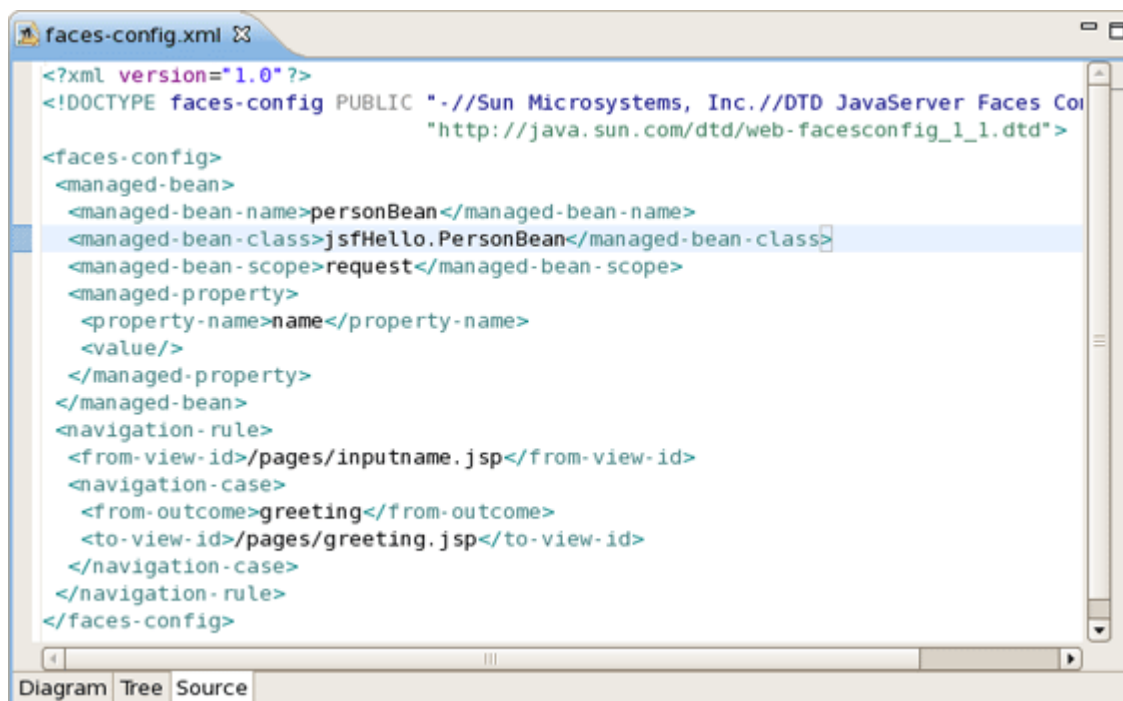 faces-config.xml
<?xml version="1.0"?>
<!DOCTYPE faces-config PUBLIC "-//Sun Microsystems, Inc.//DTD JavaServer Faces
"http://java.sun.com/dtd/web-facesconfig_1_1.dtd">
<faces-config>
<managed-bean>
<managed-bean-name>personBean</managed-bean-name>
<managed-bean-class>jsfHello.PersonBean</managed-bean-class>
<managed-bean-scope>request</managed-bean-scope>
<managed-property>
<property-name>name</property-name>
<value/>
</managed-property>
</managed-bean>
<navigation-rule>
<from-view-id>/pages/inputname.jsp</from-view-id>
<navigation-case>
<from-outcome>greeting</from-outcome>
<to-view-id>/pages/greeting.jsp</to-view-id>
</navigation-case>
</navigation-rule>
</faces-config>
Diagram Tree Source